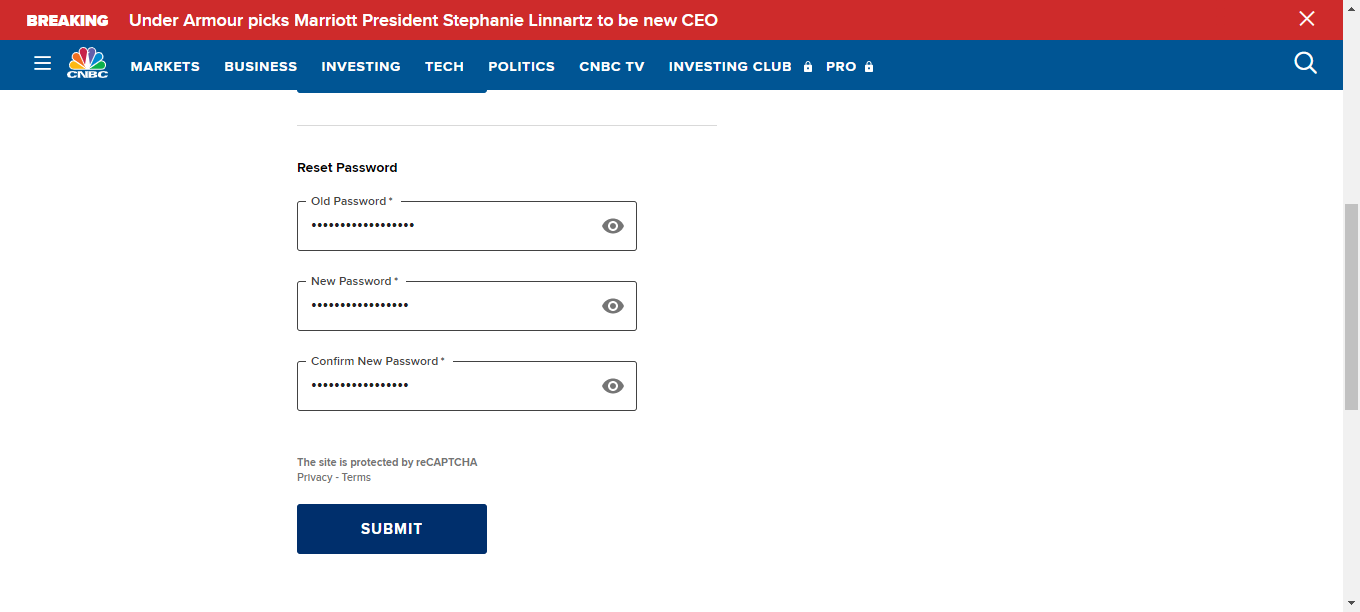 BREAKING Under Armour picks Marriott President Stephanie Linnartz to be new CEO
CNBC MARKETS BUSINESS INVESTING TECH POLITICS CNBC TV INVESTING CLUB PRO
Reset Password
Old Password *
••••••••••••••••••
New Password *
•••••••••••••••••
Confirm New Password *
•••••••••••••••••
The site is protected by reCAPTCHA
Privacy - Terms
SUBMIT